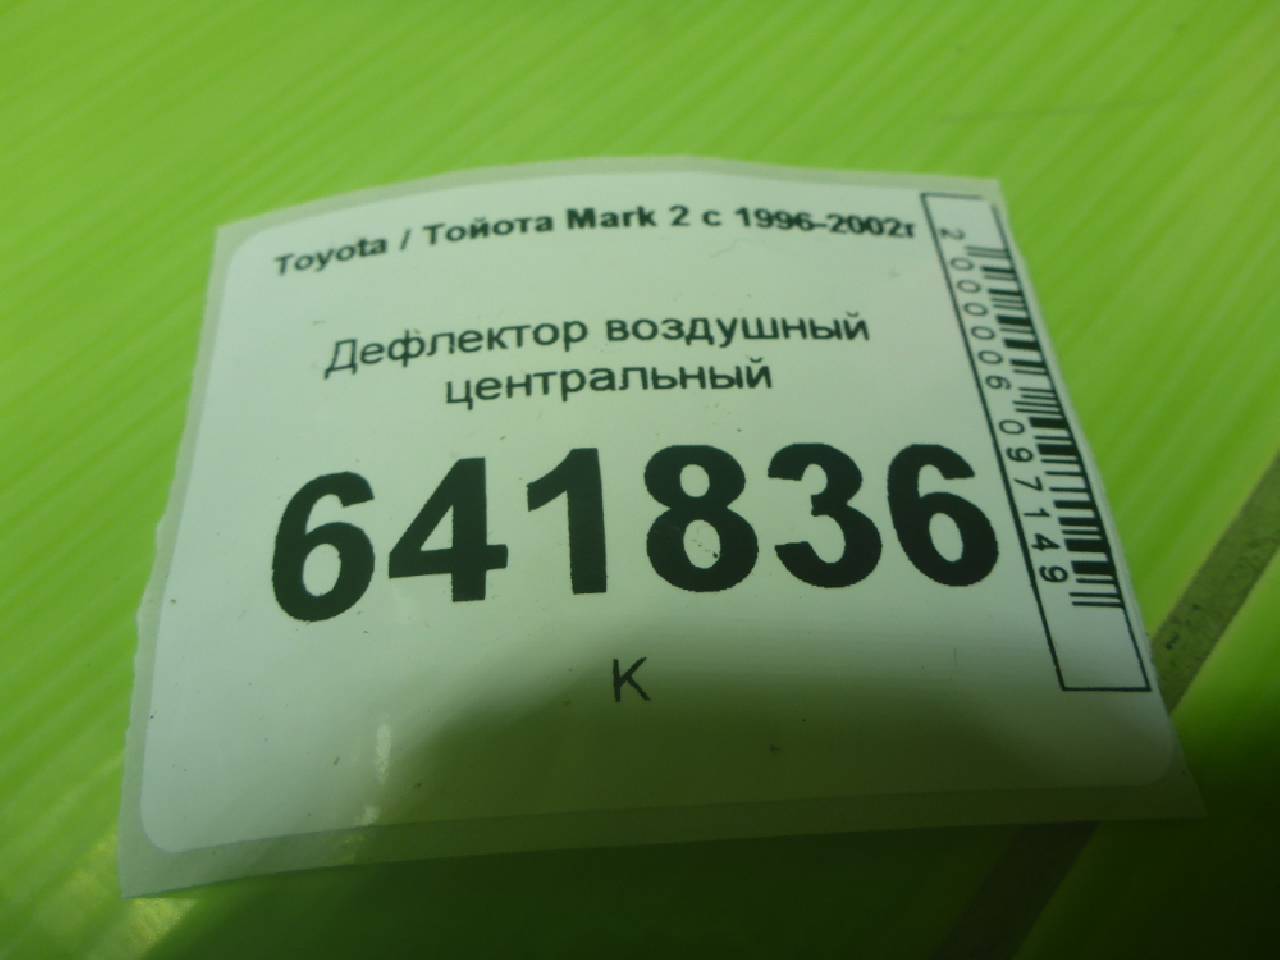 Toyota / Тойота Mark 2 с 1996-2002г
Дефлектор воздушный
центральный
641836
К
2000006097149